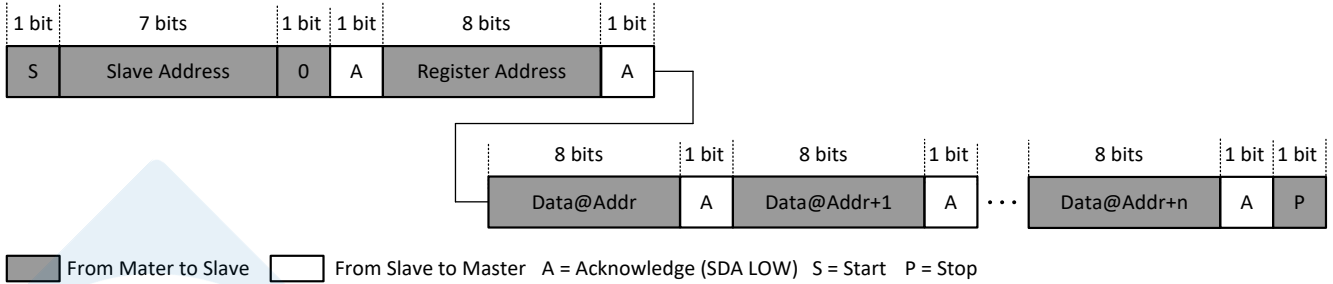 1 bit 7 bits 1 bit 1 bit 8 bits 1 bit
S Slave Address 0 A Register Address A
8 bits 1 bit 8 bits 1 bit 8 bits 1 bit 1 bit
Data@Addr A Data@Addr+1 A ··· Data@Addr+n A P
From Mater to Slave From Slave to Master A = Acknowledge (SDA LOW) S = Start P = Stop